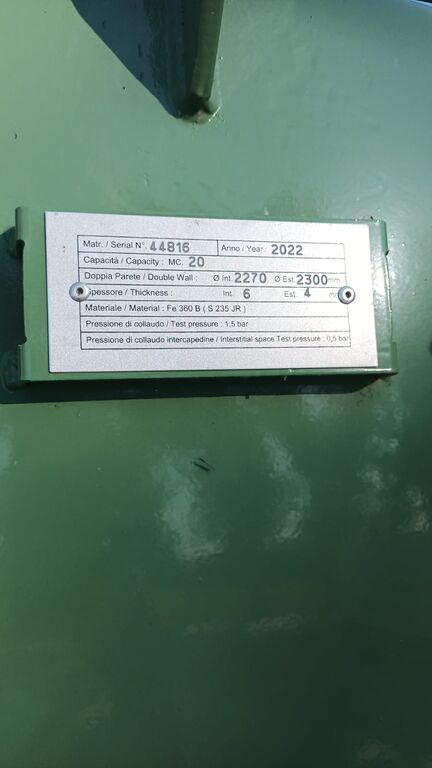 Matr. / Serial N°. 44816 Anno / Year : 2022
Capacità / Capacity : MC. 20
Doppia Parete / Double Wall : Ø Int. 2270 Ø Est. 2300 mm
Spessore / Thickness : Int. 6 Est. 4
Materiale / Material : Fe 360 B ( S 235 JR )
Pressione di collaudo / Test pressure : 1,5 bar
Pressione di collaudo intercapedine / Interstitial space Test pressure : 0,5 bar